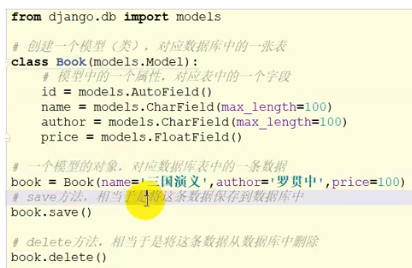 from django.db import models
# 创建一个模型（类），对应数据库中的一张表
class Book(models.Model):
# 模型中的一个属性，对应表中的一个字段
id = models.AutoField()
name = models.CharField(max_length=100)
author = models.CharField(max_length=100)
price = models.FloatField()
# 一个模型的对象，对应数据库表中的一条数据
book = Book(name='三国演义',author='罗贯中',price=100)
# save方法，相当于是将这条数据保存到数据库中
book.save()
# delete方法，相当于是将这条数据从数据库中删除
book.delete()